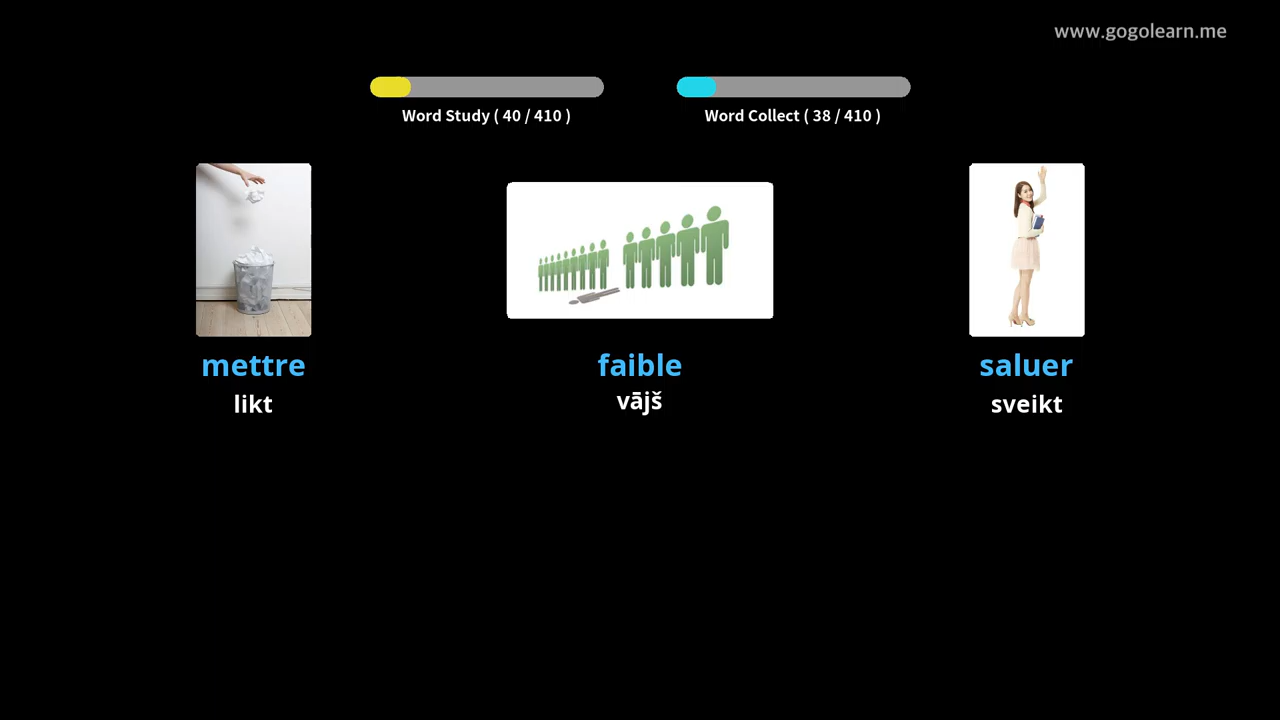 www.gogolearn.me
Word Study ( 40 / 410 )
Word Collect ( 38 / 410 )
mettre
likt
faible
vājš
saluer
sveikt